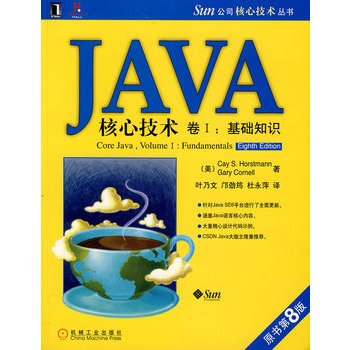 Sun 公司核心技术丛书
JAVA
核心技术 卷I:基础知识
Core Java, Volume I: Fundamentals Eighth Edition
(美) Cay S. Horstmann
Gary Cornell 著
叶乃文 邝劲筠 杜永萍 译
●针对Java SE6平台进行了全面更新。
●涵盖Java语言核心内容。
●大量精心设计代码示例。
●CSDN Java大版主隆重推荐。
Sun
原书第8版
机械工业出版社
China Machine Press